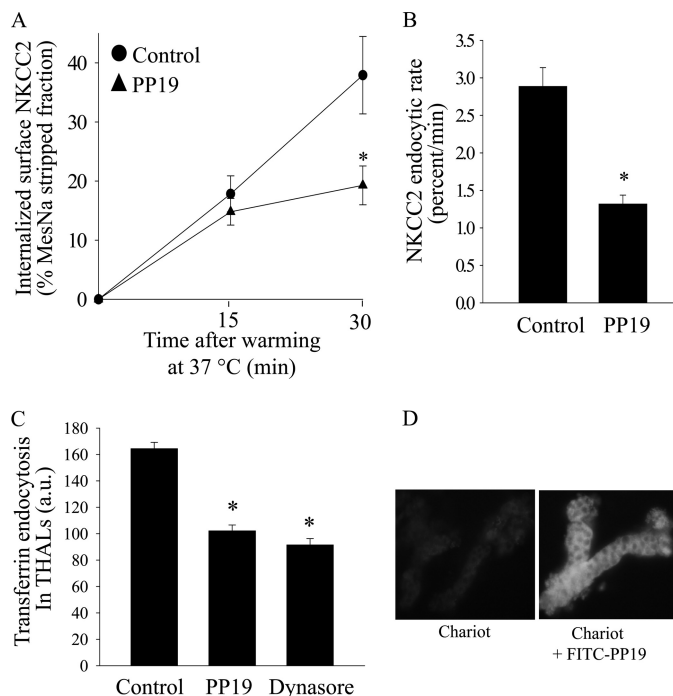 A
Internalized surface NKCC2
(% MesNa stripped fraction)
40
30
20
10
0
Control
PP19
*
15
30
Time after warming
at 37 °C (min)
B
NKCC2 endocytic rate
(percent/min)
3.5
3.0
2.5
2.0
1.5
1.0
0.5
0.0
*
Control PP19
C
Transferrin endocytosis
In THALs (a.u.)
180
160
140
120
100
80
60
40
20
0
*
*
Control PP19 Dynasore
D
Chariot
Chariot
+ FITC-PP19